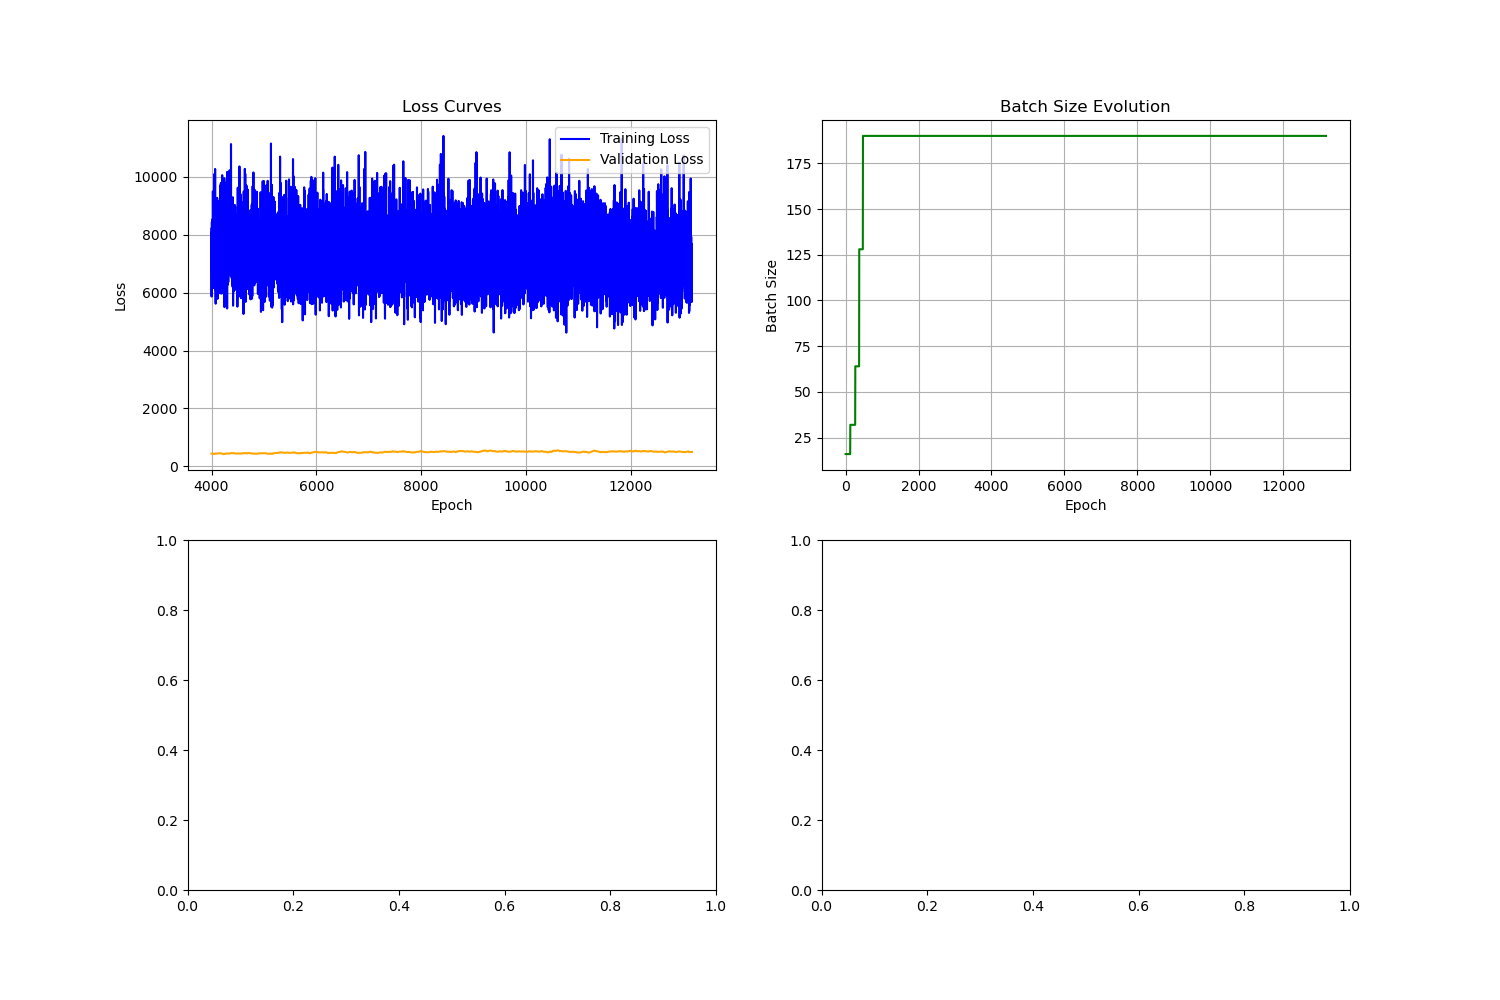 Loss Curves
Training Loss
Validation Loss
10000
8000
6000
4000
2000
0
Loss
4000 6000 8000 10000 12000
Epoch
Batch Size Evolution
175
150
125
100
75
50
25
Batch Size
0 2000 4000 6000 8000 10000 12000
Epoch
1.0
0.8
0.6
0.4
0.2
0.0
0.0 0.2 0.4 0.6 0.8 1.0
1.0
0.8
0.6
0.4
0.2
0.0
0.0 0.2 0.4 0.6 0.8 1.0